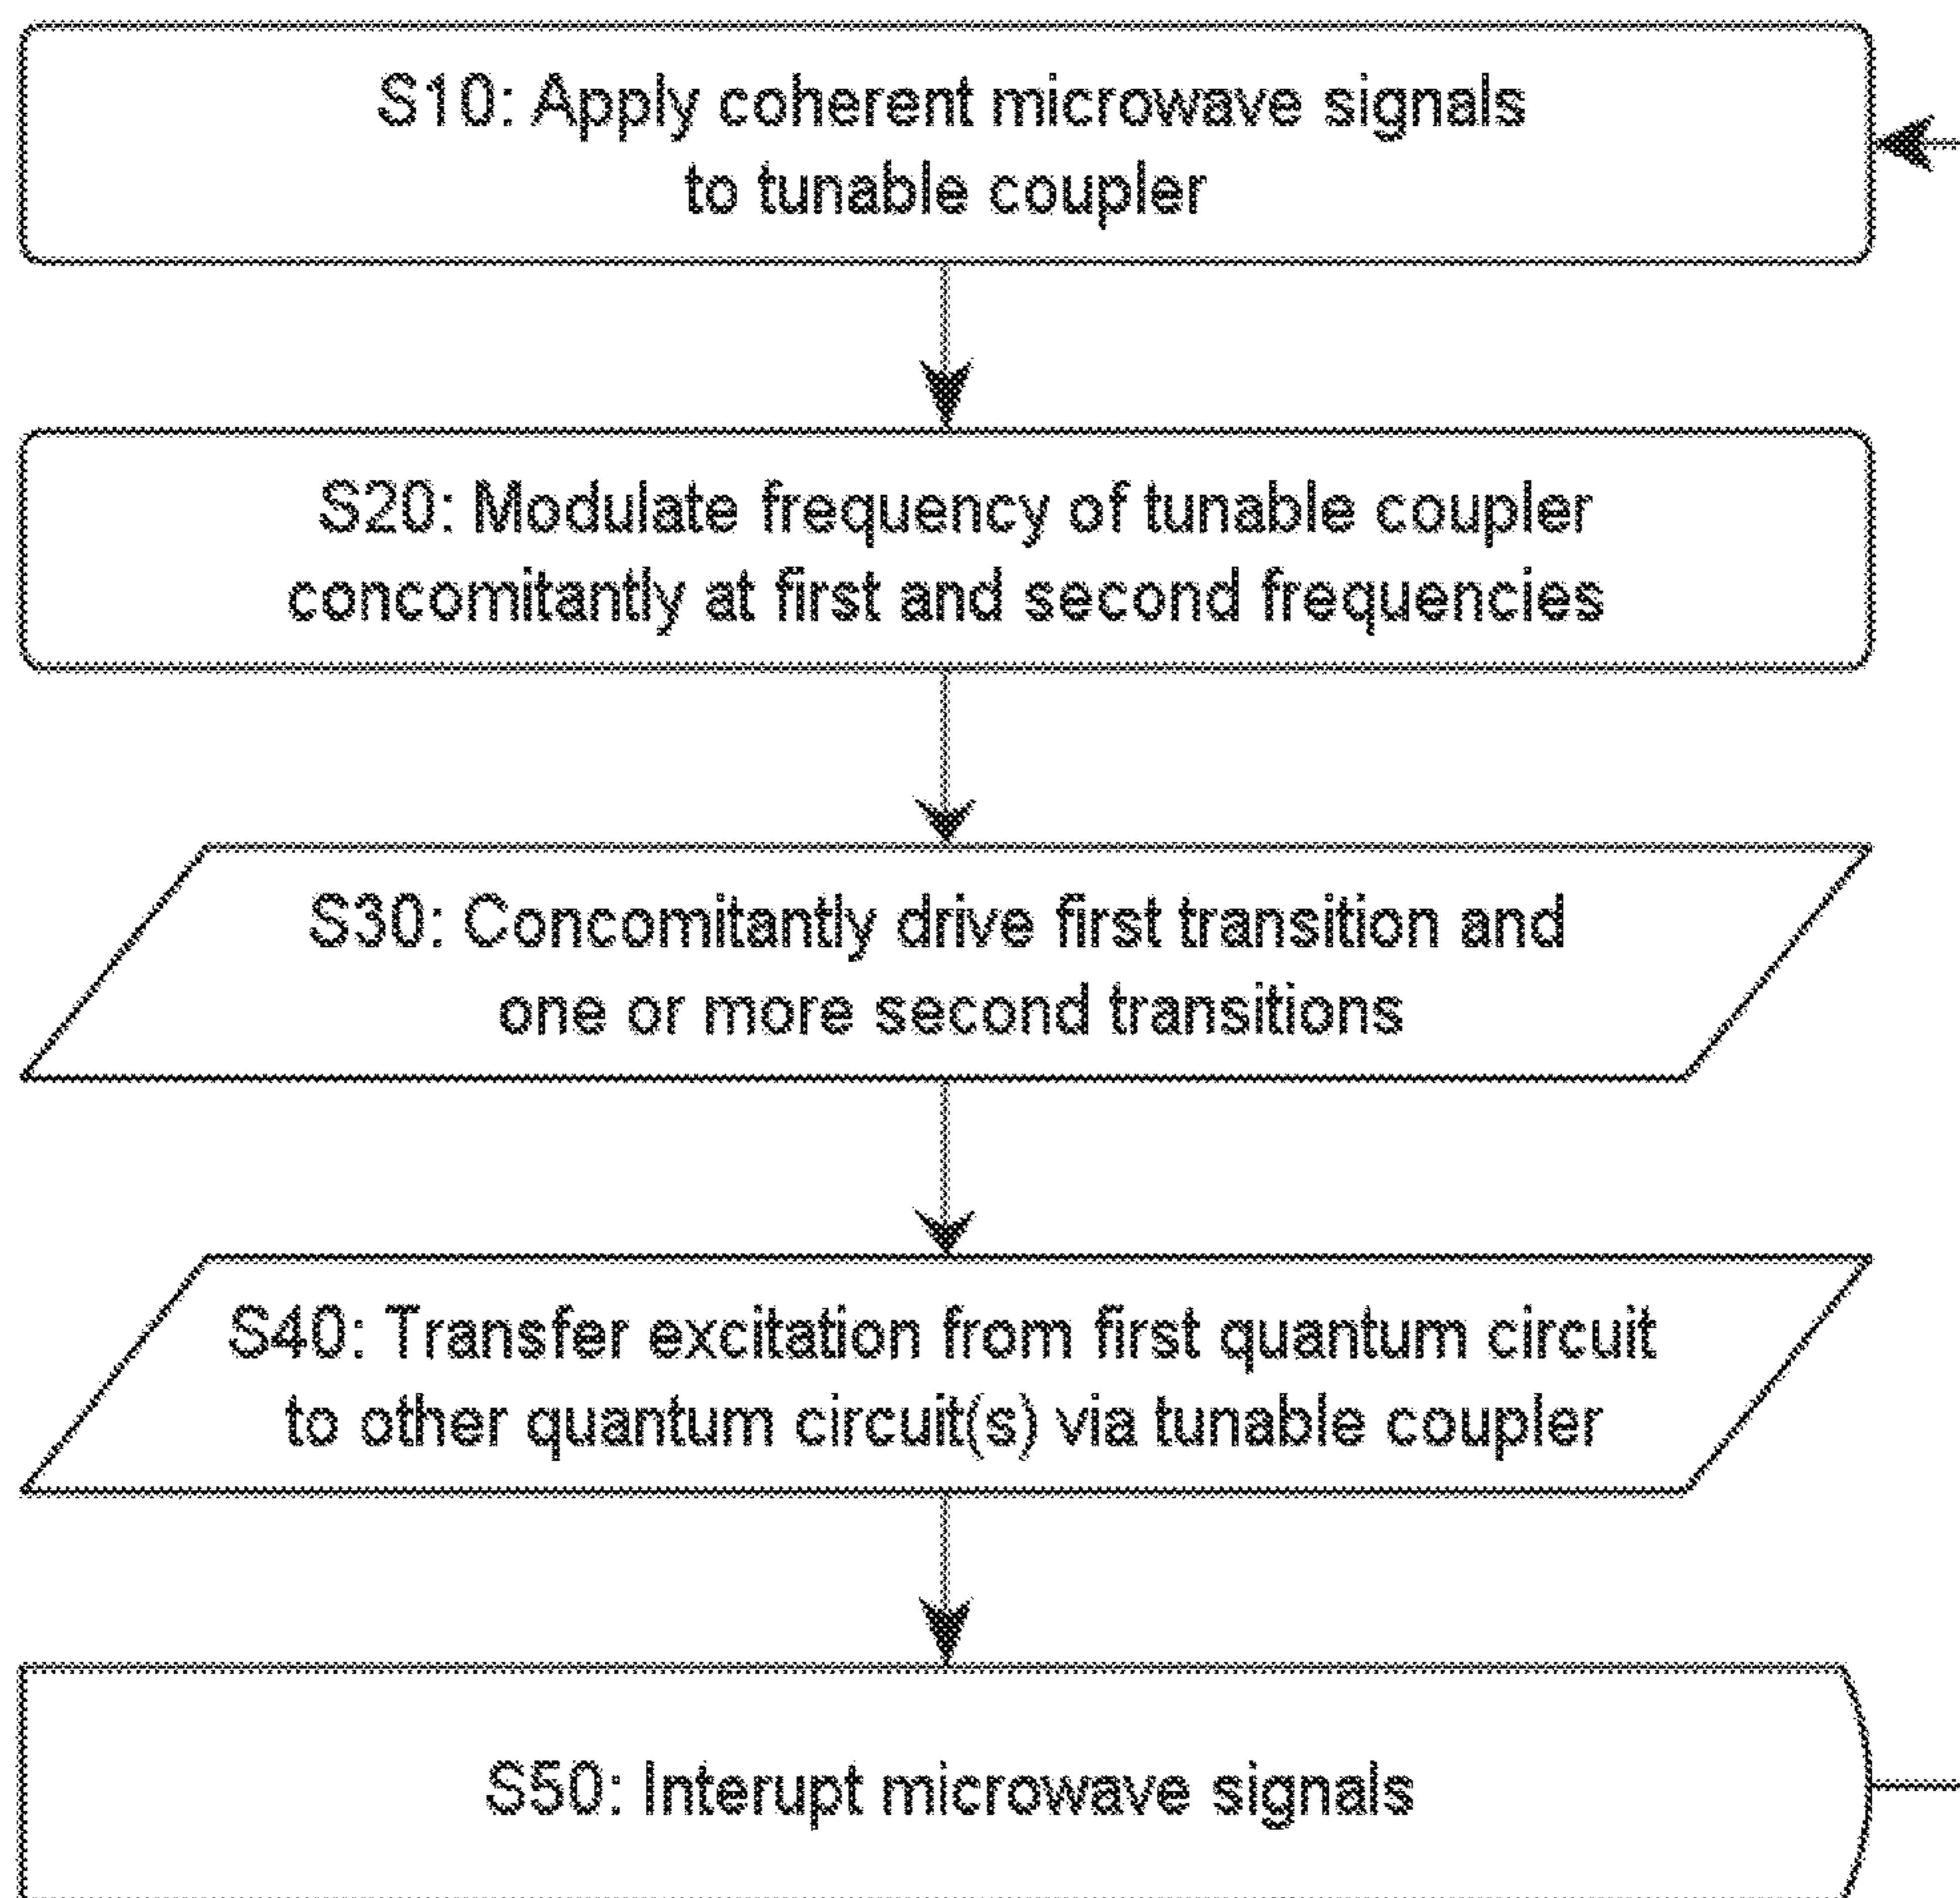 S10: Apply coherent microwave signals
to tunable coupler
S20: Modulate frequency of tunable coupler
concomitantly at first and second frequencies
S30: Concomitantly drive first transition and
one or more second transitions
S40: Transfer excitation from first quantum circuit
to other quantum circuit(s) via tunable coupler
S50: Interupt microwave signals